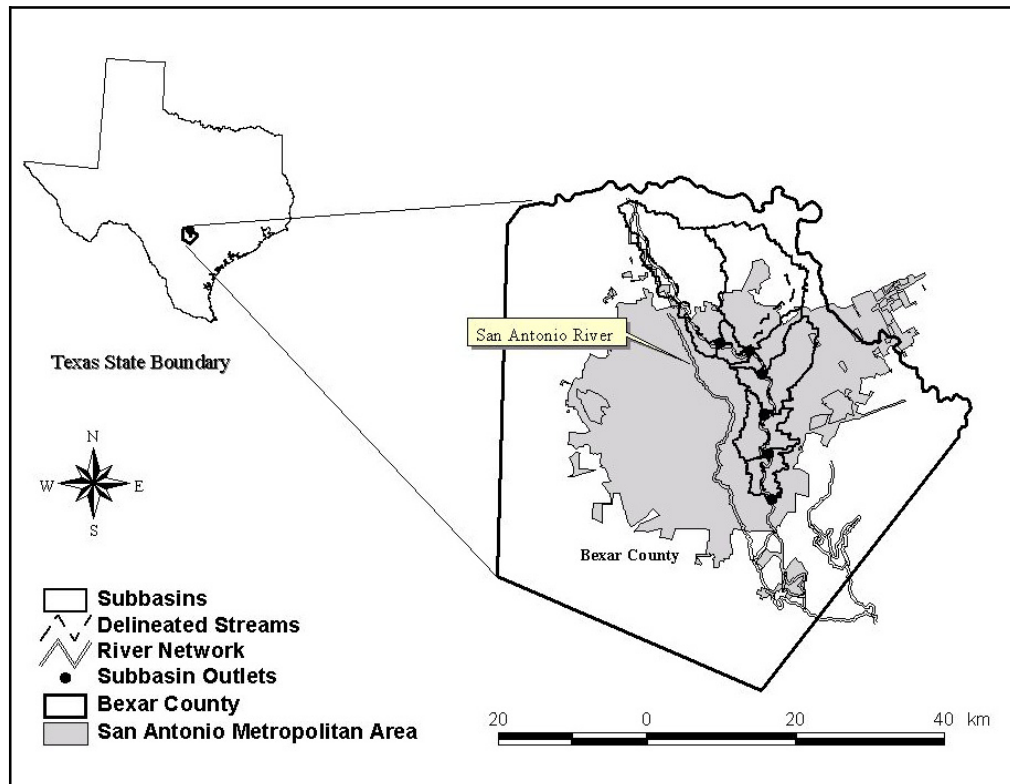 San Antonio River
Texas State Boundary
N
W E
S
Bexar County
Subbasins
Delineated Streams
River Network
Subbasin Outlets
Bexar County
San Antonio Metropolitan Area
20 0 20 40 km